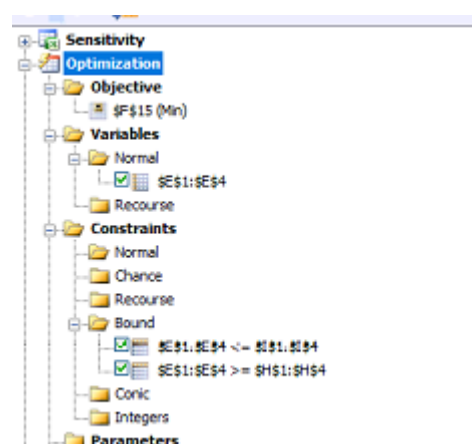 Sensitivity
Optimization
Objective
$F$15 (Min)
Variables
Normal
$E$1:$E$4
Recourse
Constraints
Normal
Chance
Recourse
Bound
$E$1:$E$4 <= $I$1:$I$4
$E$1:$E$4 >= $H$1:$H$4
Conic
Integers
Parameters